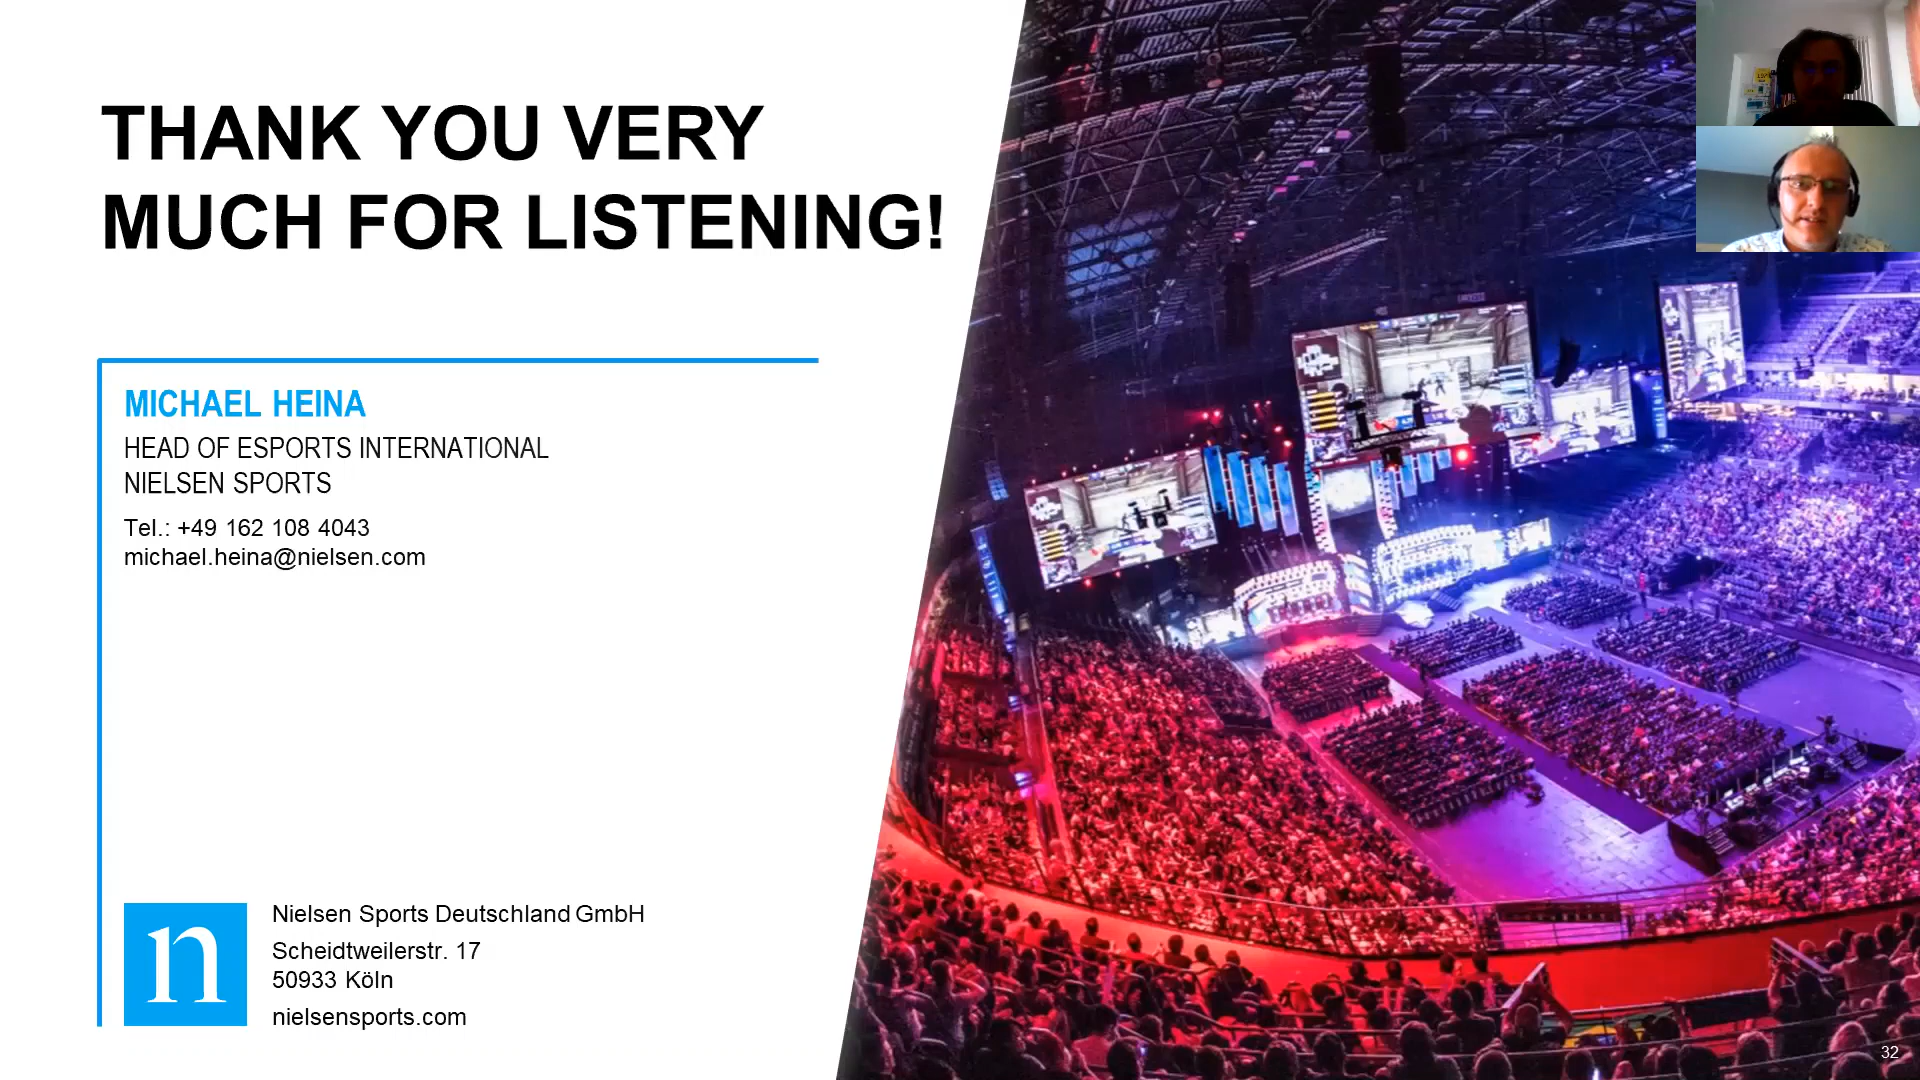 THANK YOU VERY
MUCH FOR LISTENING!
MICHAEL HEINA
HEAD OF ESPORTS INTERNATIONAL
NIELSEN SPORTS
Tel.: +49 162 108 4043
michael.heina@nielsen.com
n
Nielsen Sports Deutschland GmbH
Scheidtweilerstr. 17
50933 Köln
nielsensports.com
32